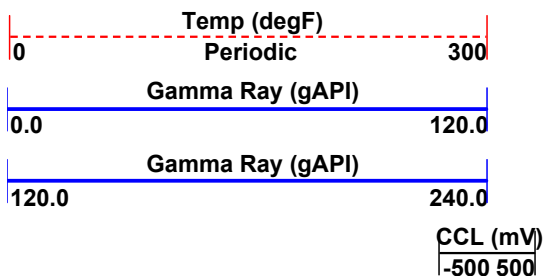 Temp (degF)
0 Periodic 300
Gamma Ray (gAPI)
0.0 120.0
Gamma Ray (gAPI)
120.0 240.0
CCL (mV)
-500 500